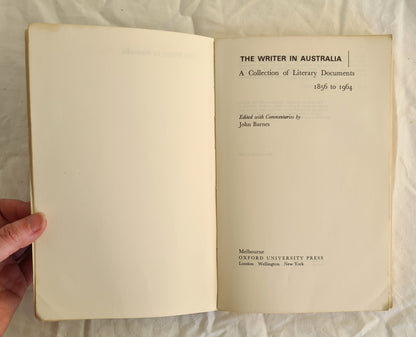 THE WRITER IN AUSTRALIA
A Collection of Literary Documents
1856 to 1964
Edited with Commentaries by
John Barnes
Melbourne
OXFORD UNIVERSITY PRESS
London Wellington New York